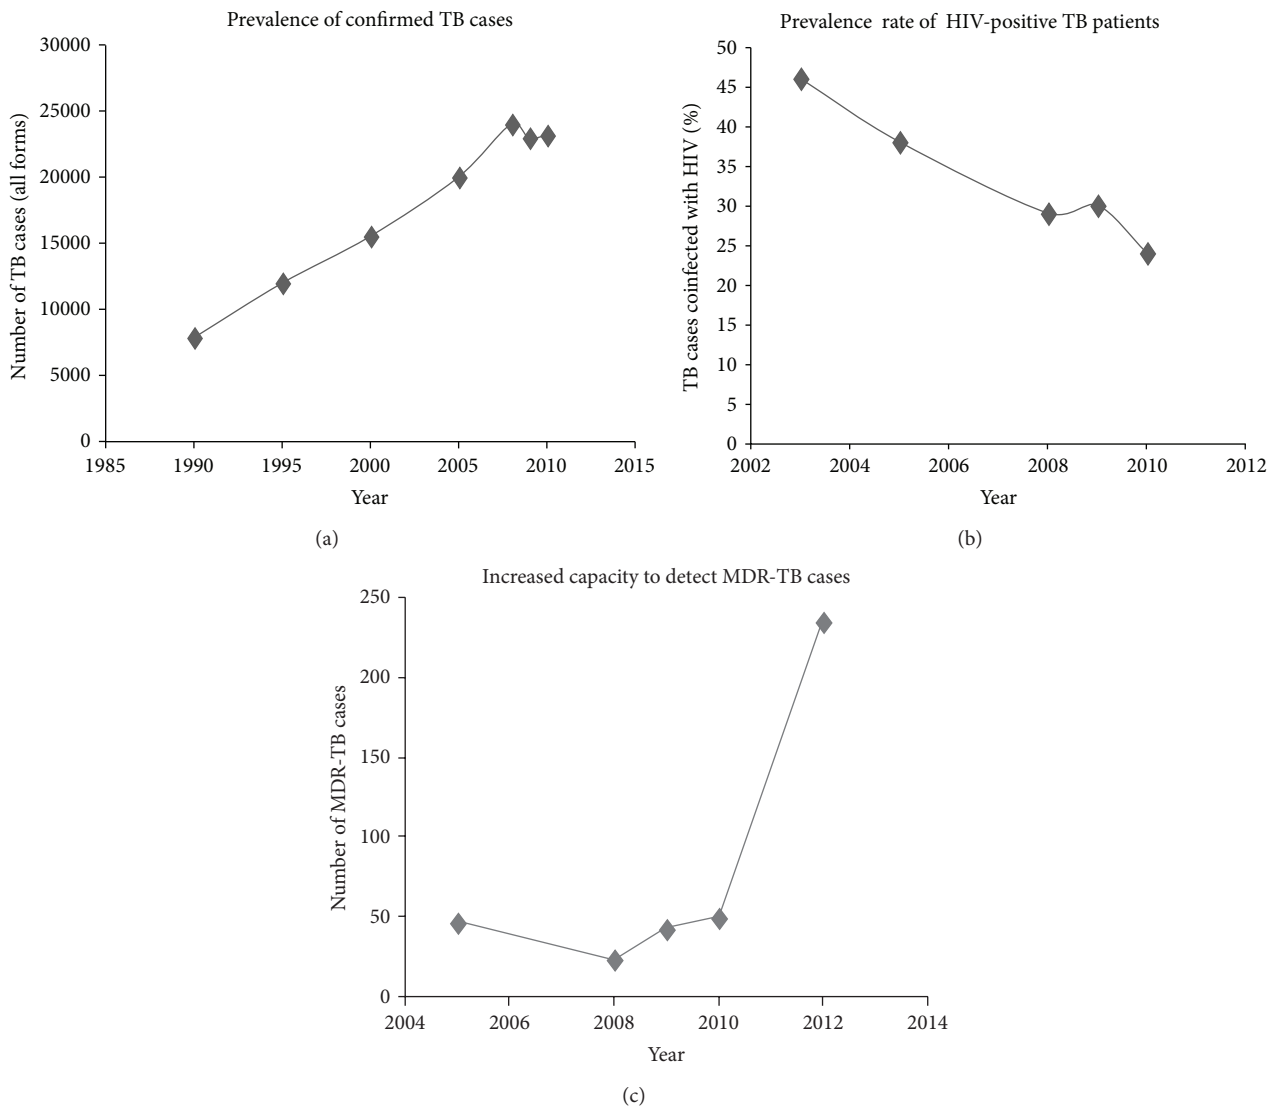 Prevalence of confirmed TB cases
30000
25000
20000
15000
10000
5000
0
Number of TB cases (all forms)
1985 1990 1995 2000 2005 2010 2015
Year
(a)
Prevalence rate of HIV-positive TB patients
50
45
40
35
30
25
20
15
10
5
0
TB cases coinfected with HIV (%)
2002 2004 2006 2008 2010 2012
Year
(b)
Increased capacity to detect MDR-TB cases
250
200
150
100
50
0
Number of MDR-TB cases
2004 2006 2008 2010 2012 2014
Year
(c)